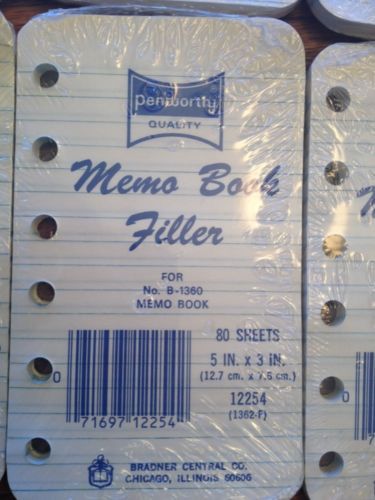 penworthy
QUALITY
Memo Book
Filler
FOR
No. B-1360
MEMO BOOK
80 SHEETS
5 IN. x 3 IN.
(12.7 cm. x 7.6 cm.)
12254
(1362-F)
0
71697 12254
BRADNER CENTRAL CO.
CHICAGO, ILLINOIS 60606
0